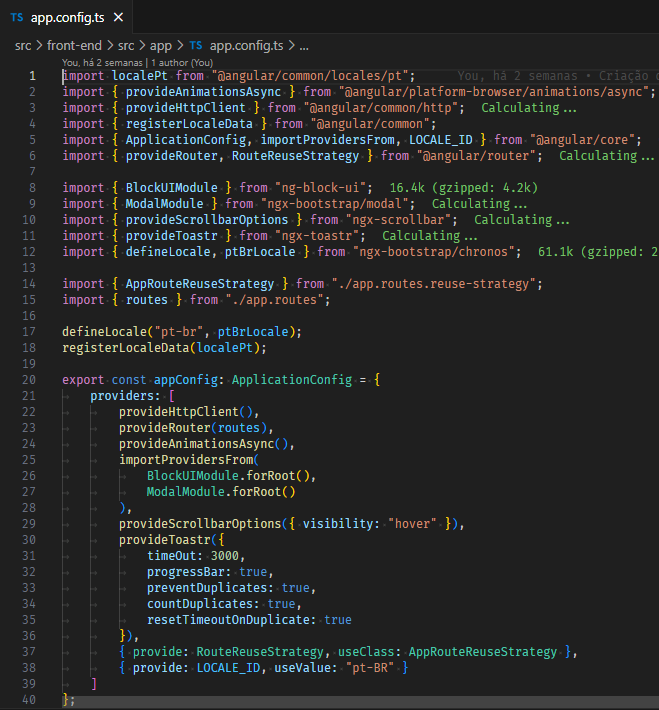 TS app.config.ts ×
src > front-end > src > app > TS app.config.ts > ...
You, há 2 semanas | 1 author (You)
1 import localePt from "@angular/common/locales/pt"; You, há 2 semanas • Criação
2 import { provideAnimationsAsync } from "@angular/platform-browser/animations/async";
3 import { provideHttpClient } from "@angular/common/http"; Calculating...
4 import { registerLocaleData } from "@angular/common";
5 import { ApplicationConfig, importProvidersFrom, LOCALE_ID } from "@angular/core";
6 import { provideRouter, RouteReuseStrategy } from "@angular/router"; Calculating...
7
8 import { BlockUIModule } from "ng-block-ui"; 16.4k (gzipped: 4.2k)
9 import { ModalModule } from "ngx-bootstrap/modal"; Calculating...
10 import { provideScrollbarOptions } from "ngx-scrollbar"; Calculating...
11 import { provideToastr } from "ngx-toastr"; Calculating...
12 import { defineLocale, ptBrLocale } from "ngx-bootstrap/chronos"; 61.1k (gzipped: 2
13
14 import { AppRouteReuseStrategy } from "./app.routes.reuse-strategy";
15 import { routes } from "./app.routes";
16
17 defineLocale("pt-br", ptBrLocale);
18 registerLocaleData(localePt);
19
20 export const appConfig: ApplicationConfig = {
21 providers: [
22 provideHttpClient(),
23 provideRouter(routes),
24 provideAnimationsAsync(),
25 importProvidersFrom(
26 BlockUIModule.forRoot(),
27 ModalModule.forRoot()
28 ),
29 provideScrollbarOptions({ visibility: "hover" }),
30 provideToastr({
31 timeOut: 3000,
32 progressBar: true,
33 preventDuplicates: true,
34 countDuplicates: true,
35 resetTimeoutOnDuplicate: true
36 }),
37 { provide: RouteReuseStrategy, useClass: AppRouteReuseStrategy },
38 { provide: LOCALE_ID, useValue: "pt-BR" }
39 ]
40 };